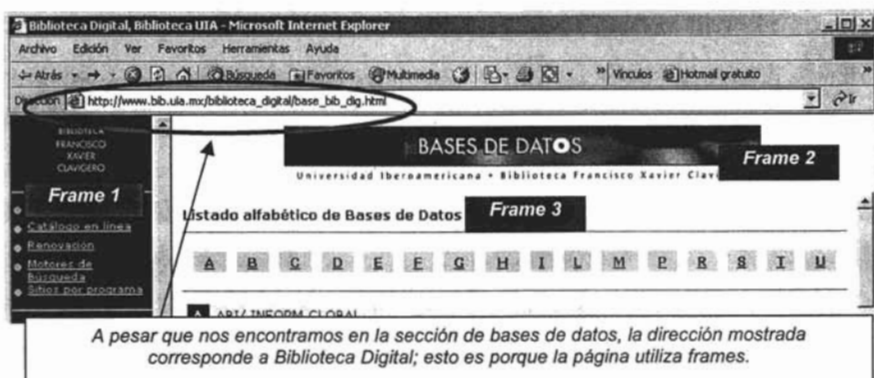 Biblioteca Digital, Biblioteca UIA - Microsoft Internet Explorer
Archivo Edición Ver Favoritos Herramientas Ayuda
Atrás Búsqueda Favoritos Multimedia » Vínculos Hotmail gratuito »
Dirección http://www.bib.uia.mx/biblioteca_digital/base_bib_dig.html Ir
BIBLIOTECA
FRANCISCO
XAVIER
CLAVIGERO
BASES DE DATOS
Frame 2
Universidad Iberoamericana • Biblioteca Francisco Xavier
Frame 1
Listado alfabético de Bases de Datos
Frame 3
Catálogo en línea
Renovación
Motores de
Búsqueda
Sitios por programa
A B C D E F G H I L M P R S T U
A ABI/ INFORM GLOBAL
A pesar que nos encontramos en la sección de bases de datos, la dirección mostrada
corresponde a Biblioteca Digital; esto es porque la página utiliza frames.